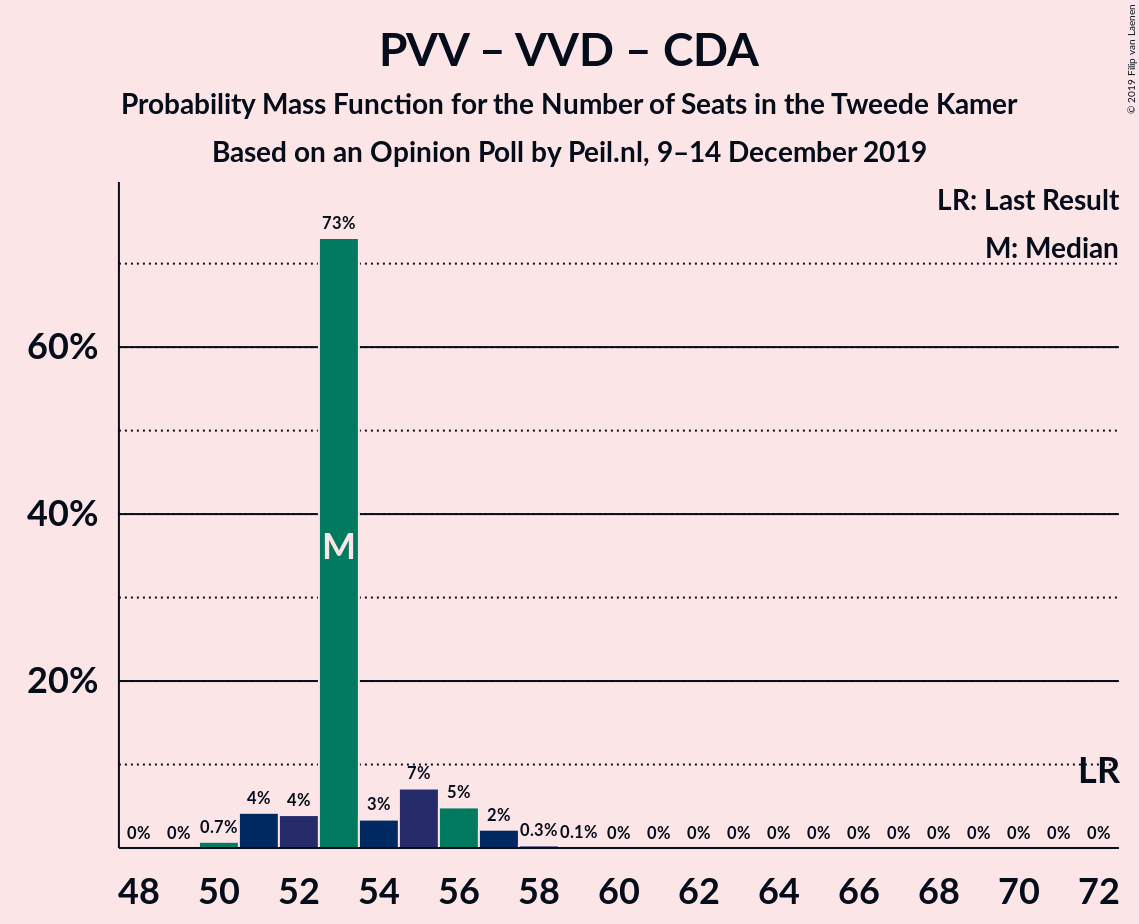 PVV – VVD – CDA
Probability Mass Function for the Number of Seats in the Tweede Kamer
Based on an Opinion Poll by Peil.nl, 9–14 December 2019
© 2019 Filip van Laenen
LR: Last Result
M: Median
73%
60%
40%
20%
M
LR
0% 0% 0.7% 4% 4% 3% 7% 5% 2% 0.3% 0.1% 0% 0% 0% 0% 0% 0% 0% 0% 0% 0% 0% 0% 0%
48 50 52 54 56 58 60 62 64 66 68 70 72